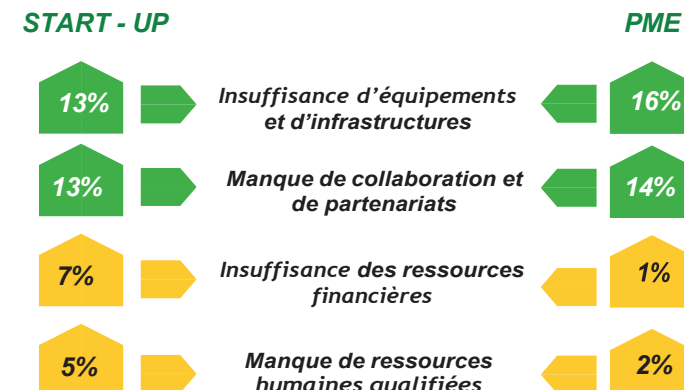 START - UP PME
13% Insuffisance d'équipements 16%
et d'infrastructures
13% Manque de collaboration et 14%
de partenariats
7% Insuffisance des ressources 1%
financières
5% Manque de ressources 2%
humaines qualifiées